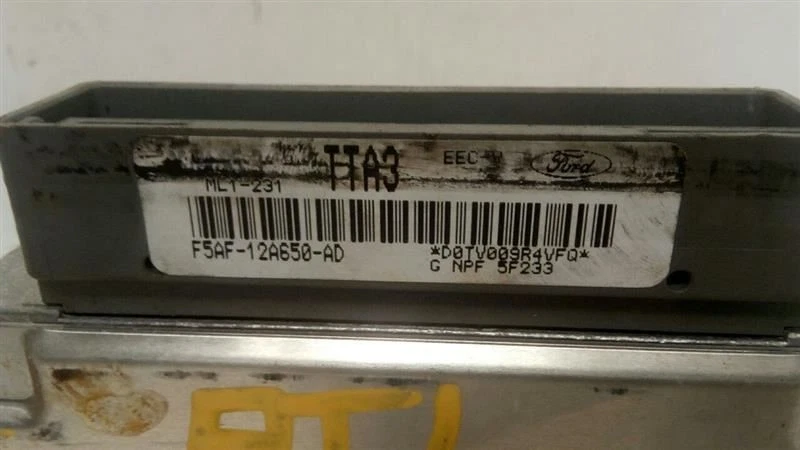 TTA3 EEC-V Ford
ML1-231
F5AF-12A650-AD *D0TV009R4VFQ*
G NPF 5F233